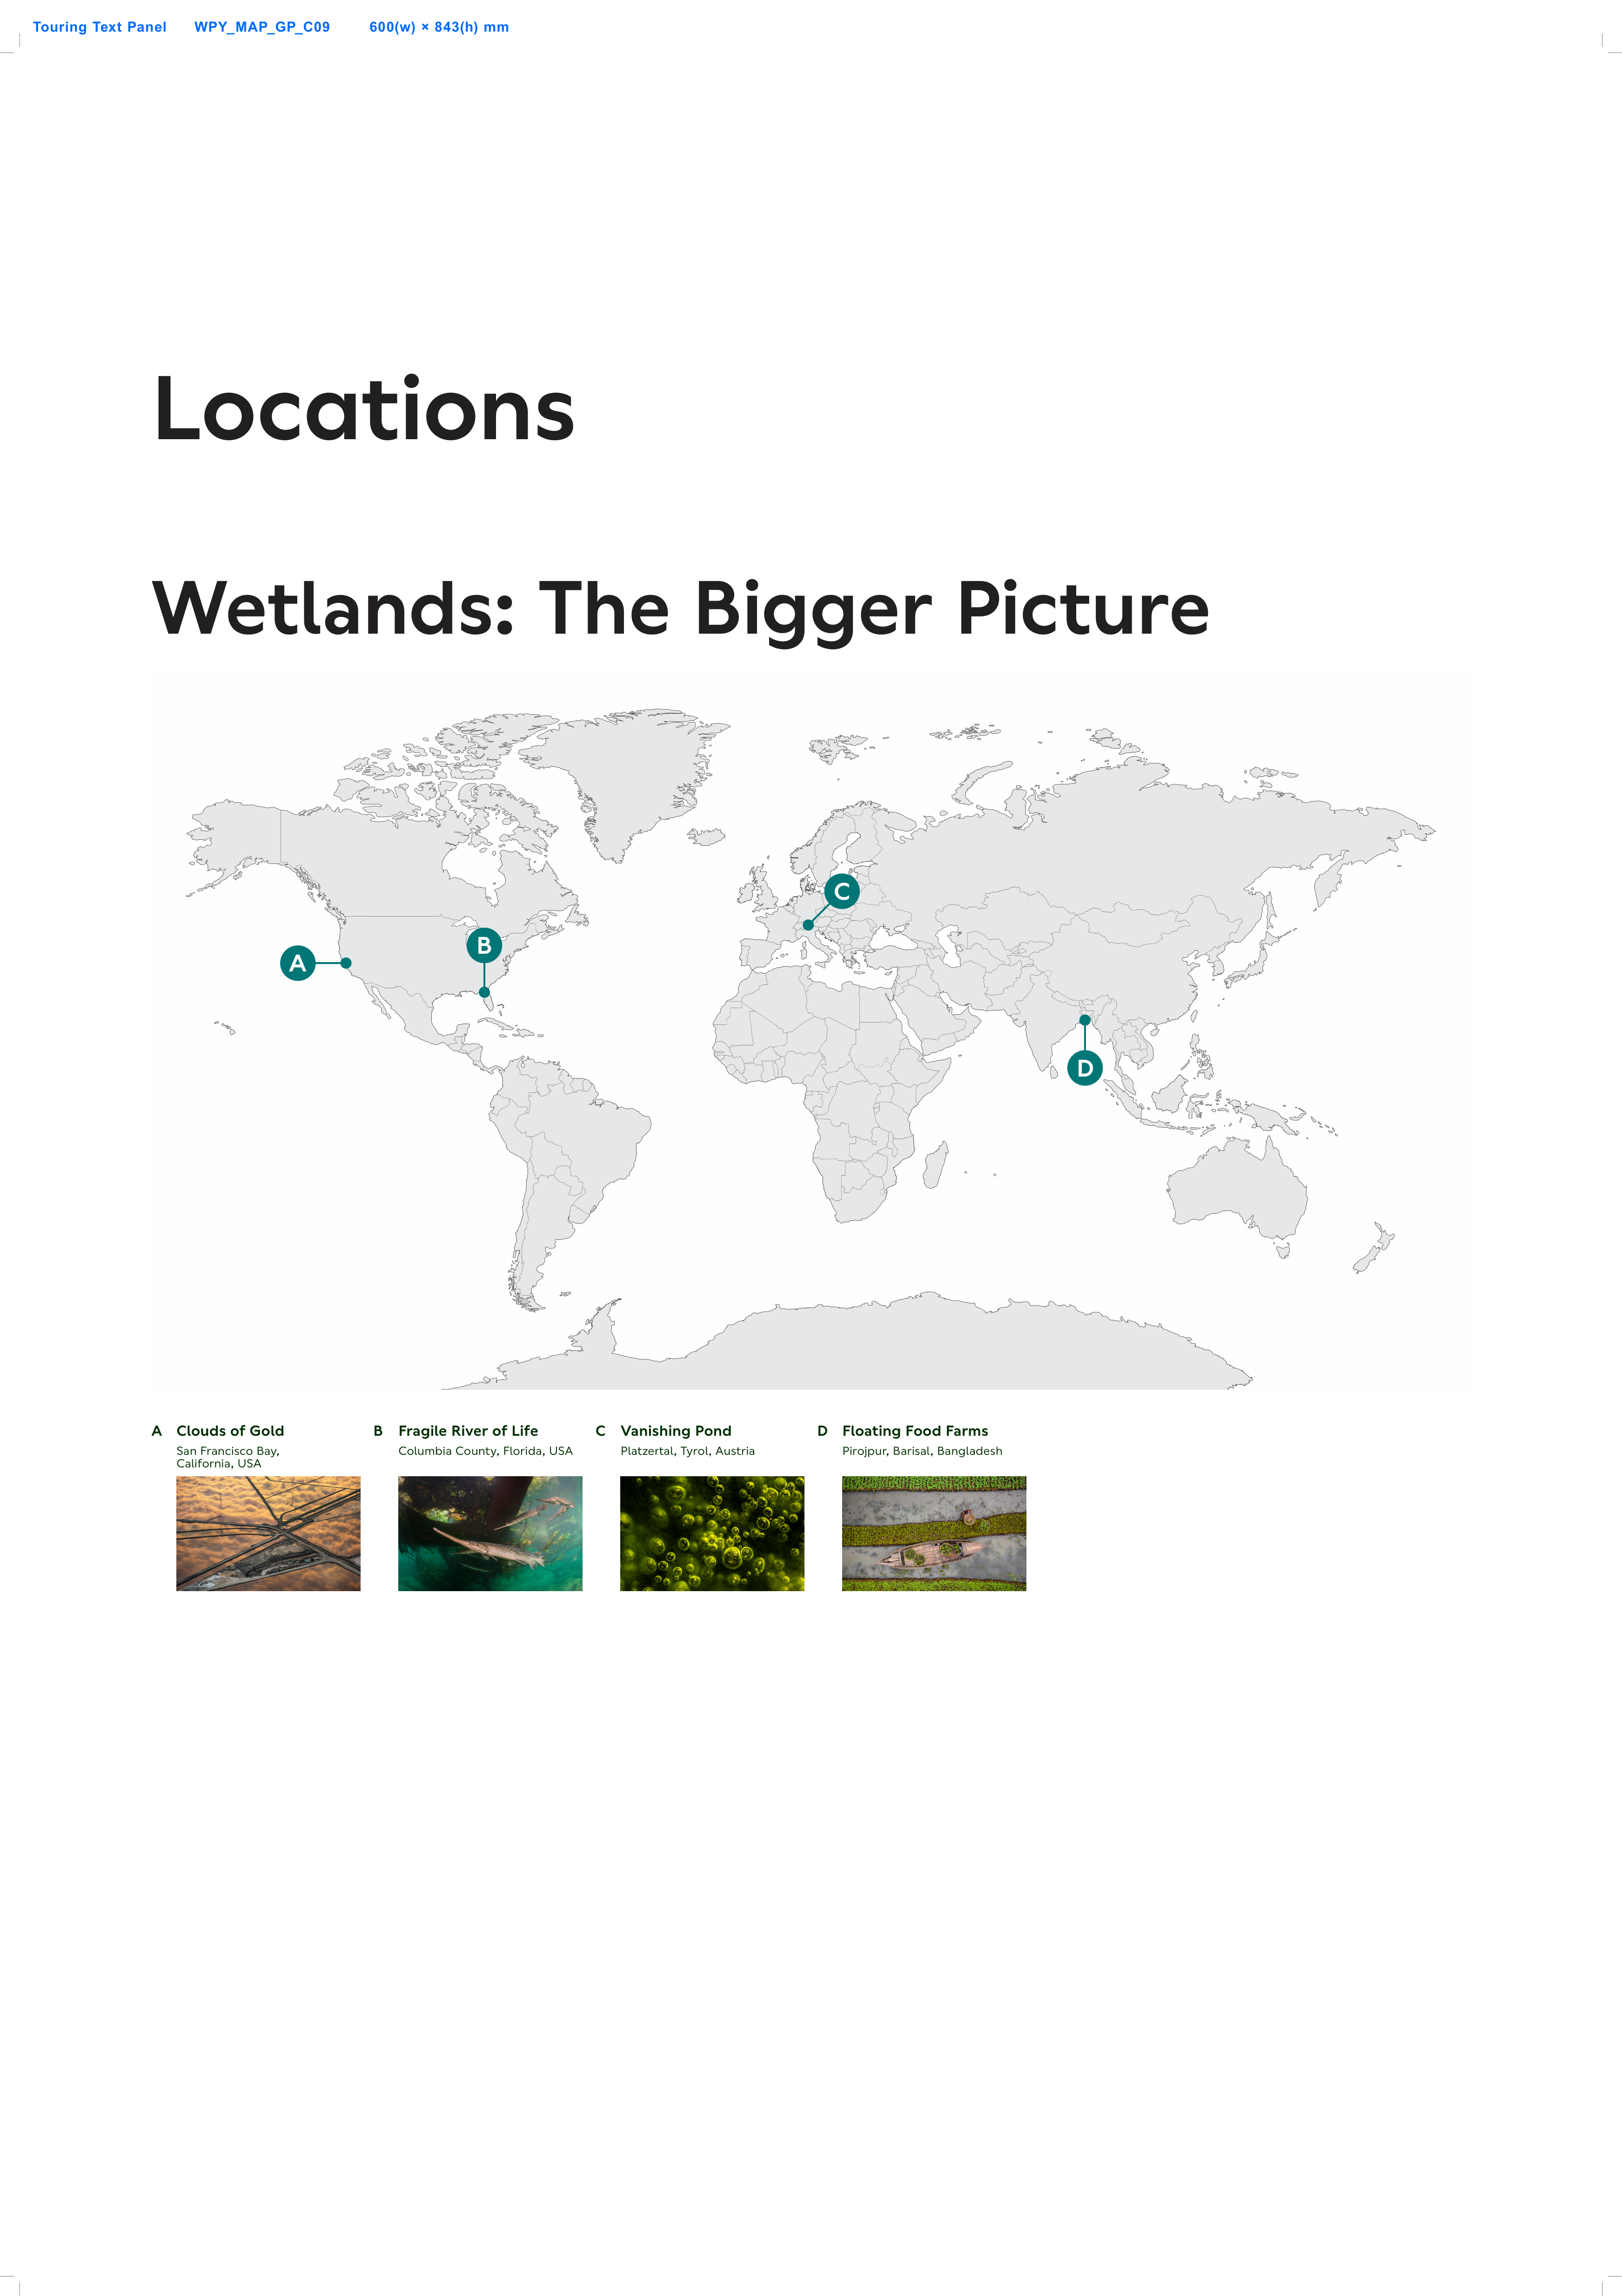 Touring Text Panel WPY_MAP_GP_C09 600(w) × 843(h) mm
Locations
Wetlands: The Bigger Picture
C
B
A
D
A Clouds of Gold
San Francisco Bay,
California, USA
B Fragile River of Life
Columbia County, Florida, USA
C Vanishing Pond
Platzertal, Tyrol, Austria
D Floating Food Farms
Pirojpur, Barisal, Bangladesh